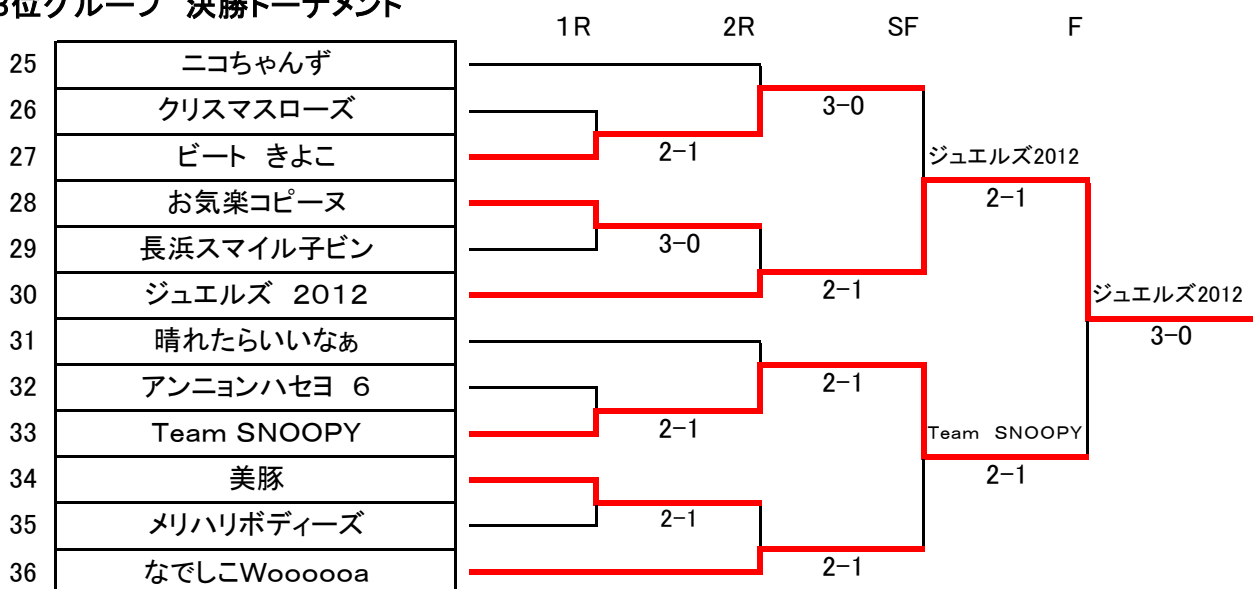 3位グループ 決勝トーナメント
1R 2R SF F
25 ニコちゃんず
26 クリスマスローズ
3-0
27 ビート きよこ
2-1
ジュエルズ2012
28 お気楽コピーヌ
2-1
29 長浜スマイル子ビン
3-0
30 ジュエルズ 2012
2-1
ジュエルズ2012
31 晴れたらいいなぁ
3-0
32 アンニョンハセヨ 6
2-1
33 Team SNOOPY
2-1
Team SNOOPY
34 美豚
2-1
35 メリハリボディーズ
2-1
36 なでしこWoooooa
2-1